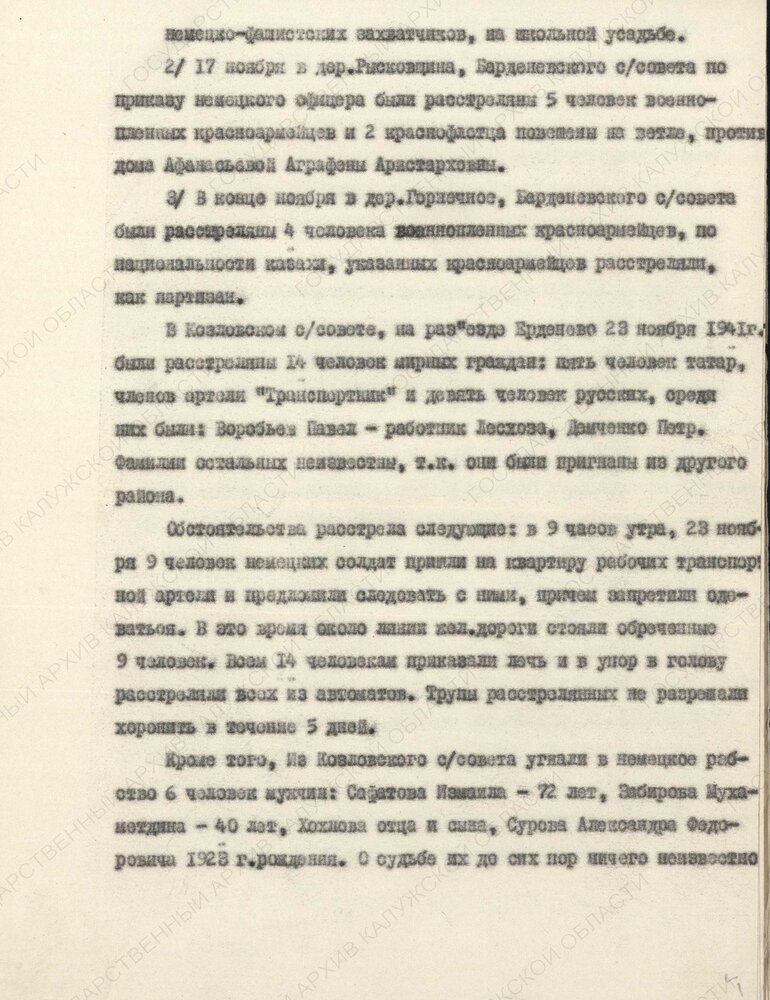 немецко-фашистских захватчиков, на школьной усадьбе.
2/ 17 ноября в дер.Рысковщина, Барденевского с/совета по
приказу немецкого офицера были расстреляны 5 человек военно-
пленных красноармейцев и 2 краснофлотца повешены на ветле, против
дома Афанасьевой Аграфены Аристарховны.
3/ В конце ноября в дер.Горнечное, Барденевского с/совета
были расстреляны 4 человека военнопленных красноармейцев, по
национальности казахи, указанных красноармейцев расстреляли,
как партизан.
В Козловском с/совете, на раз"езде Ерденево 23 ноября 1941г.
были расстреляны 14 человек мирных граждан: пять человек татар,
членов артели "Транспортник" и девять человек русских, среди
них были: Воробьев Павел - работник Лесхоза, Демченко Петр.
Фамилии остальных неизвестны, т.к. они были пригнаны из другого
района.
Обстоятельства расстрела следующие: в 9 часов утра, 23 нояб-
ря 9 человек немецких солдат пришли на квартиру рабочих транспорт
ной артели и предложили следовать с ними, причем запретили оде-
ваться. В это время около линии жел.дороги стояли обреченные
9 человек. Всем 14 человекам приказали лечь и в упор в голову
расстреляли всех из автоматов. Трупы расстрелянных не разрешали
хоронить в течение 5 дней.
Кроме того, Из Козловского с/совета угнали в немецкое раб-
ство 6 человек мужчин: Сафатова Измаила - 72 лет, Забирова Муха-
метдина - 40 лет, Хохлова отца и сына, Сурова Александра Федо-
ровича 1923 г.рождения. О судьбе их до сих пор ничего неизвестно